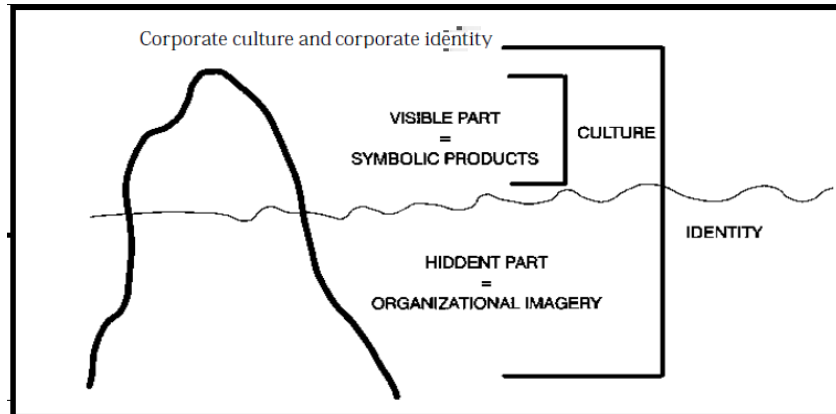 Corporate culture and corporate identity
VISIBLE PART
=
SYMBOLIC PRODUCTS
CULTURE
IDENTITY
HIDDENT PART
=
ORGANIZATIONAL IMAGERY